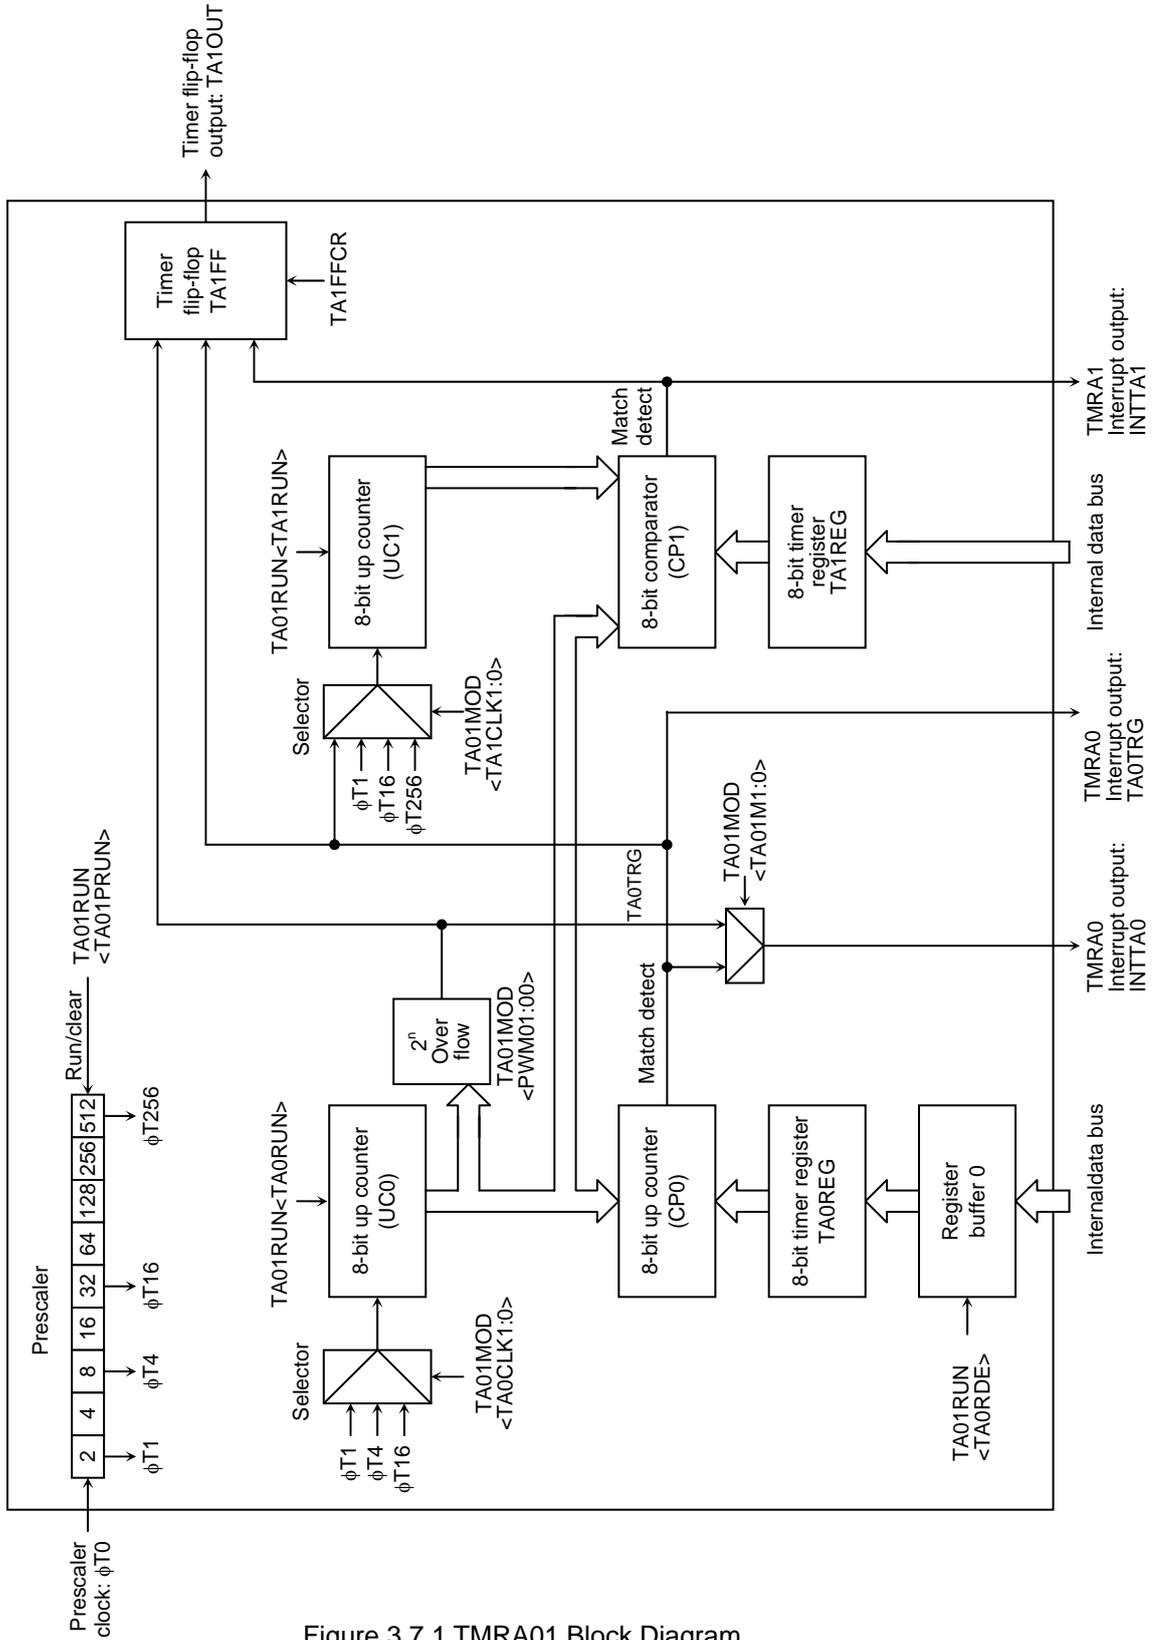 Prescaler
Prescaler
clock: ϕT0
2 4 8 16 32 64 128 256 512
Run/clear
TA01RUN
<TA01PRUN>
ϕT1
ϕT4
ϕT16
ϕT256
Timer
flip-flop
TA1FF
Timer flip-flop
output: TA1OUT
TA1FFCR
Selector
ϕT1
ϕT4
ϕT16
TA01MOD
<TA0CLK1:0>
TA01RUN<TA0RUN>
8-bit up counter
(UC0)
2n
Over
flow
TA01MOD
<PWM01:00>
Selector
ϕT1
ϕT16
ϕT256
TA01MOD
<TA1CLK1:0>
TA01RUN<TA1RUN>
8-bit up counter
(UC1)
8-bit up counter
(CP0)
Match detect
TA0TRG
8-bit comparator
(CP1)
Match
detect
8-bit timer register
TA0REG
TA01MOD
<TA01M1:0>
8-bit timer
register
TA1REG
TA01RUN
<TA0RDE>
Register
buffer 0
Internaldata bus
TMRA0
Interrupt output:
INTTA0
TMRA0
Interrupt output:
TA0TRG
Internal data bus
TMRA1
Interrupt output:
INTTA1
Figure 3.7.1 TMRA01 Block Diagram